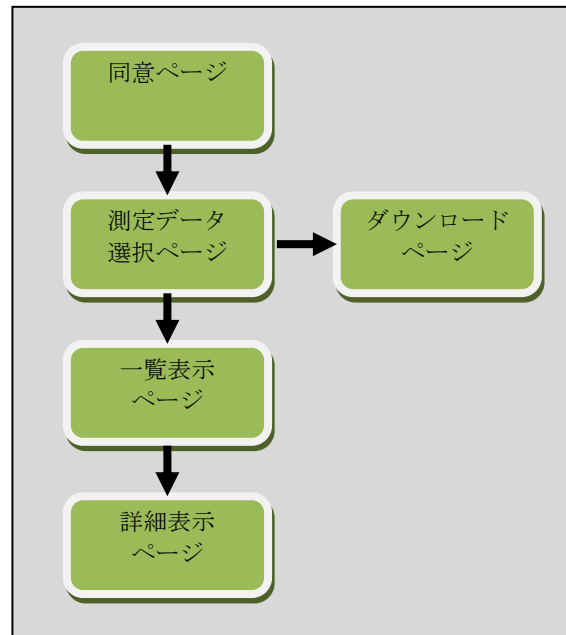 同意ページ
測定データ
選択ページ
ダウンロード
ページ
一覧表示
ページ
詳細表示
ページ